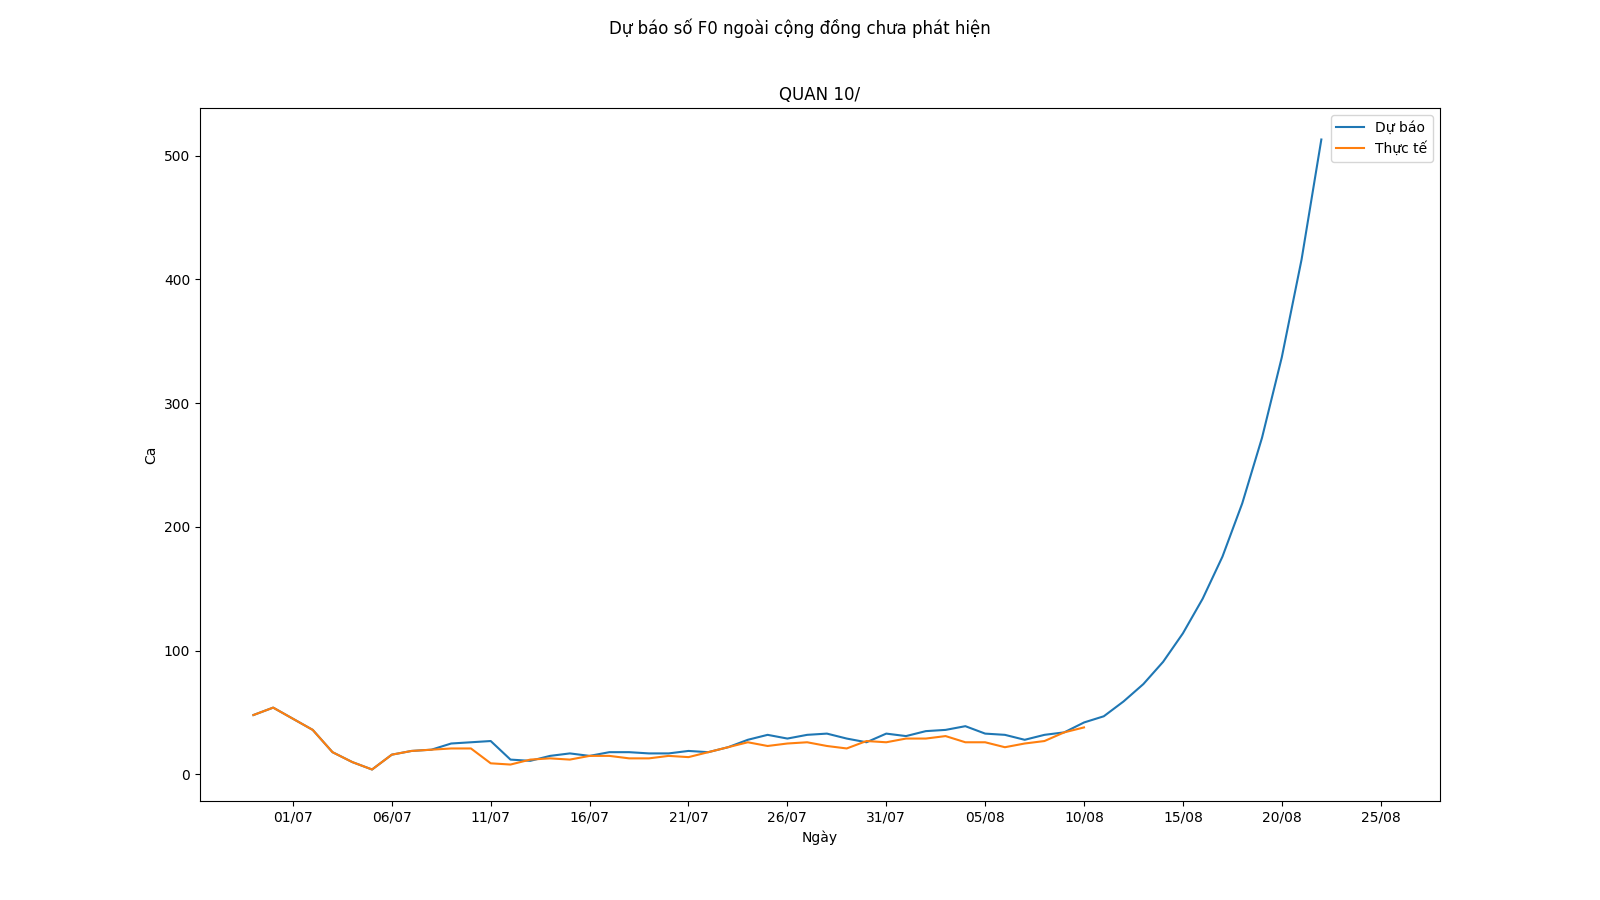 Dự báo số F0 ngoài cộng đồng chưa phát hiện
QUAN 10/
Dự báo
Thực tế
500
400
300
200
100
0
Ca
01/07 06/07 11/07 16/07 21/07 26/07 31/07 05/08 10/08 15/08 20/08 25/08
Ngày